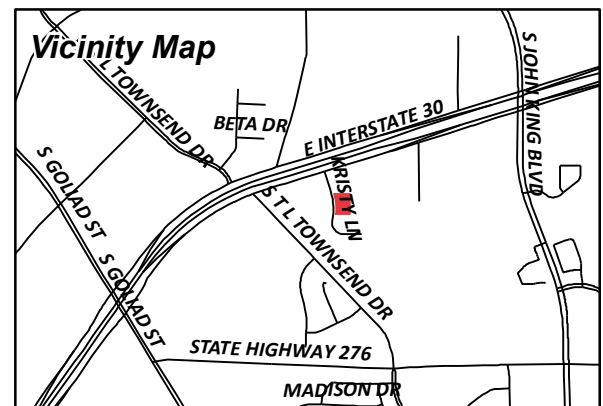 Vicinity Map
S JOHN KING BLVD
T L TOWNSEND DR
BETA DR
E INTERSTATE 30
KRISTY LN
S GOLIAD ST
S T L TOWNSEND DR
S GOLIAD ST
STATE HIGHWAY 276
MADISON DR